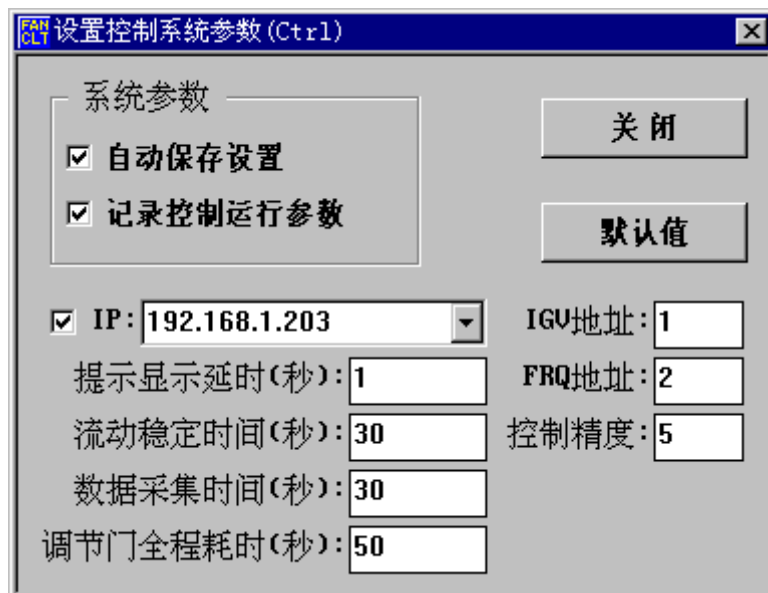 FAN CLT 设置控制系统参数(Ctrl)
系统参数
自动保存设置
记录控制运行参数
关闭
默认值
IP: 192.168.1.203
IGV地址: 1
提示显示延时(秒): 1
FRQ地址: 2
流动稳定时间(秒): 30
控制精度: 5
数据采集时间(秒): 30
调节门全程耗时(秒): 50